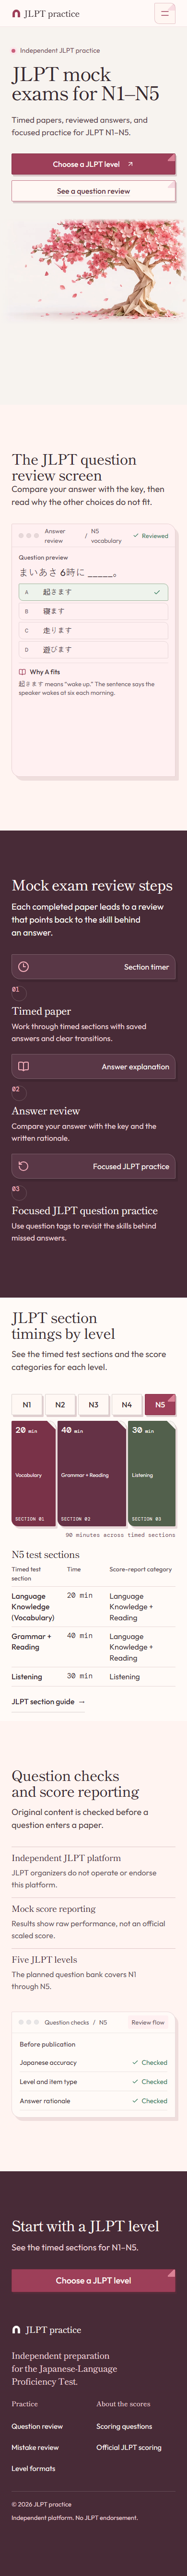 JLPT practice
Independent JLPT practice
JLPT mock
exams for N1–N5
Timed papers, reviewed answers, and
focused practice for JLPT N1–N5.
Choose a JLPT level ↗
See a question review
The JLPT question
review screen
Compare your answer with the key, then
read why the other choices do not fit.
Answer review / N5 vocabulary ✓ Reviewed
Question preview
まいあさ 6時に _____。
A 起きます ✓
B 寝ます
C 走ります
D 遊びます
Why A fits
起きます means “wake up.” The sentence says the
speaker wakes at six each morning.
Mock exam review steps
Each completed paper leads to a review
that points back to the skill behind
an answer.
Section timer
01
Timed paper
Work through timed sections with saved
answers and clear transitions.
Answer explanation
02
Answer review
Compare your answer with the key and the
written rationale.
Focused JLPT practice
03
Focused JLPT question practice
Use question tags to revisit the skills behind
missed answers.
JLPT section
timings by level
See the timed test sections and the score
categories for each level.
N1 N2 N3 N4 N5
20 min 40 min 30 min
Vocabulary Grammar + Reading Listening
SECTION 01 SECTION 02 SECTION 03
90 minutes across timed sections
N5 test sections
Timed test section Time Score-report category
Language Knowledge (Vocabulary) 20 min Language Knowledge + Reading
Grammar + Reading 40 min Language Knowledge + Reading
Listening 30 min Listening
JLPT section guide →
Question checks
and score reporting
Original content is checked before a
question enters a paper.
Independent JLPT platform
JLPT organizers do not operate or endorse
this platform.
Mock score reporting
Results show raw performance, not an official
scaled score.
Five JLPT levels
The planned question bank covers N1
through N5.
Question checks / N5 Review flow
Before publication
Japanese accuracy ✓ Checked
Level and item type ✓ Checked
Answer rationale ✓ Checked
Start with a JLPT level
See the timed sections for N1–N5.
Choose a JLPT level
JLPT practice
Independent preparation
for the Japanese-Language
Proficiency Test.
Practice About the scores
Question review Scoring questions
Mistake review Official JLPT scoring
Level formats
© 2026 JLPT practice
Independent platform. No JLPT endorsement.